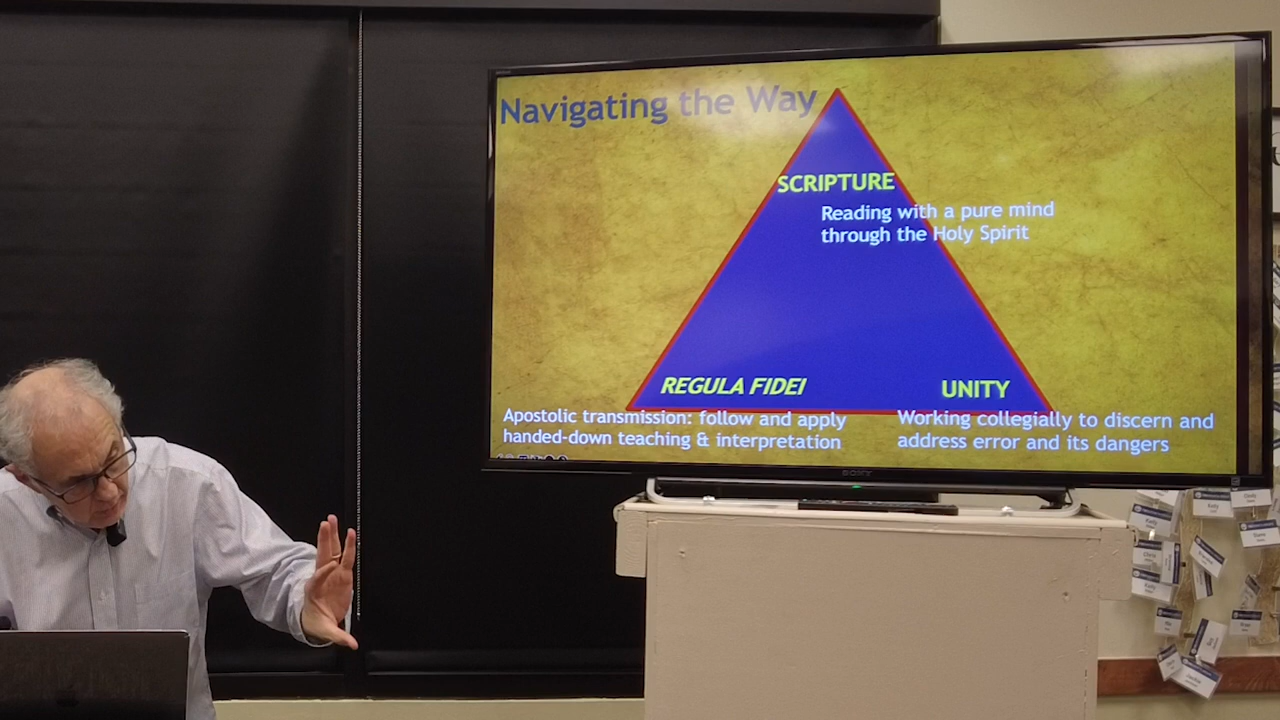 Navigating the Way
SCRIPTURE
Reading with a pure mind
through the Holy Spirit
REGULA FIDEI
Apostolic transmission: follow and apply
handed-down teaching & interpretation
UNITY
Working collegially to discern and
address error and its dangers
SONY